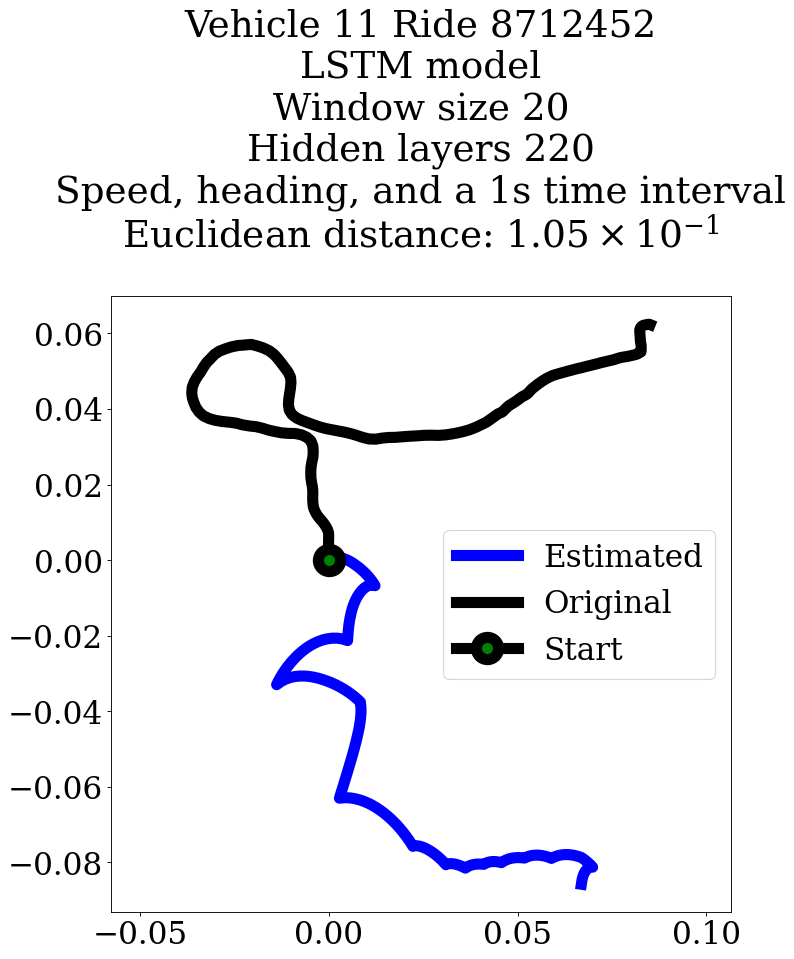 Vehicle 11 Ride 8712452
LSTM model
Window size 20
Hidden layers 220
Speed, heading, and a 1s time interval
Euclidean distance: 1.05 × 10⁻¹
0.06
0.04
0.02
0.00
−0.02
−0.04
−0.06
−0.08
Estimated
Original
Start
−0.05
0.00
0.05
0.10